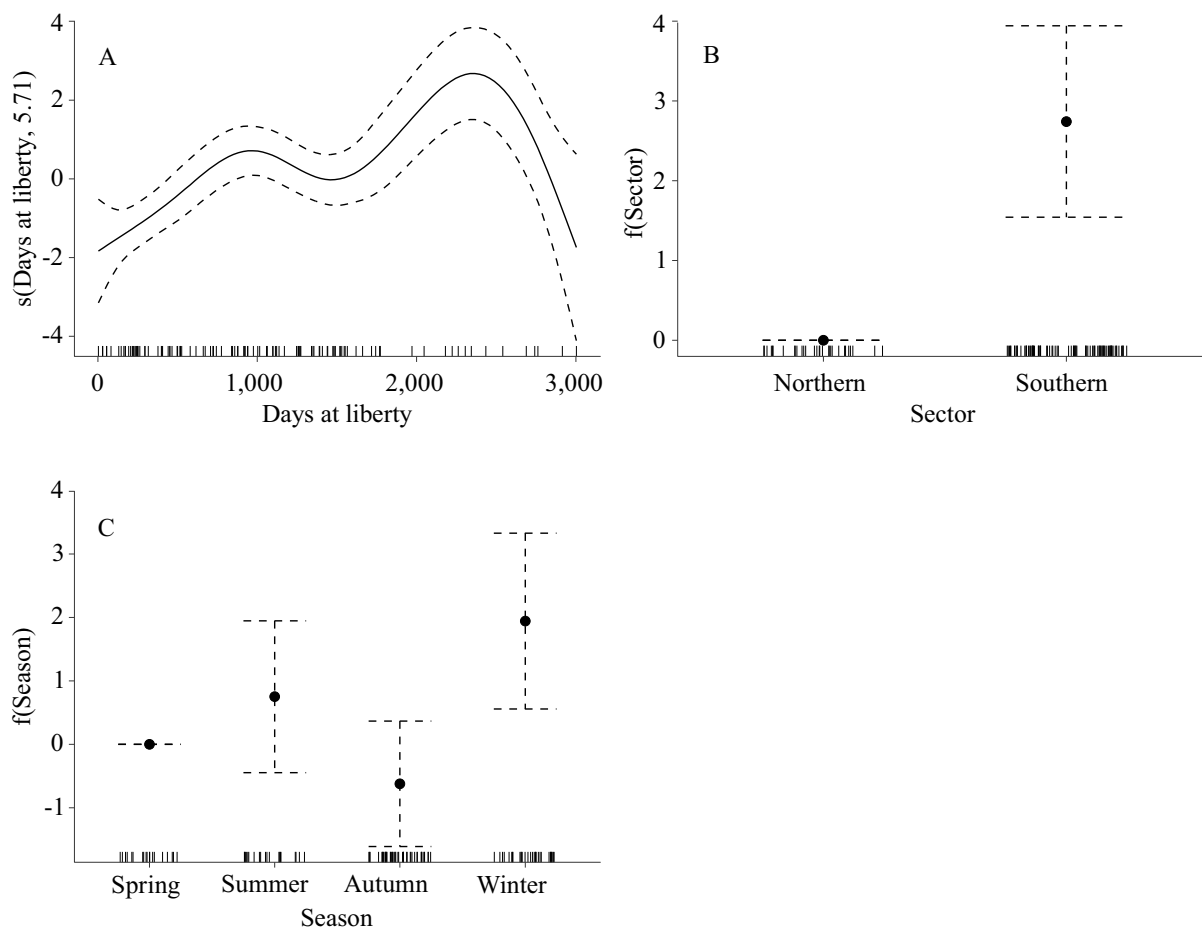 A
s(Days at liberty, 5.71)
4
2
0
-2
-4
0 1,000 2,000 3,000
Days at liberty
B
f(Sector)
4
3
2
1
0
Northern Southern
Sector
C
f(Season)
4
3
2
1
0
-1
Spring Summer Autumn Winter
Season